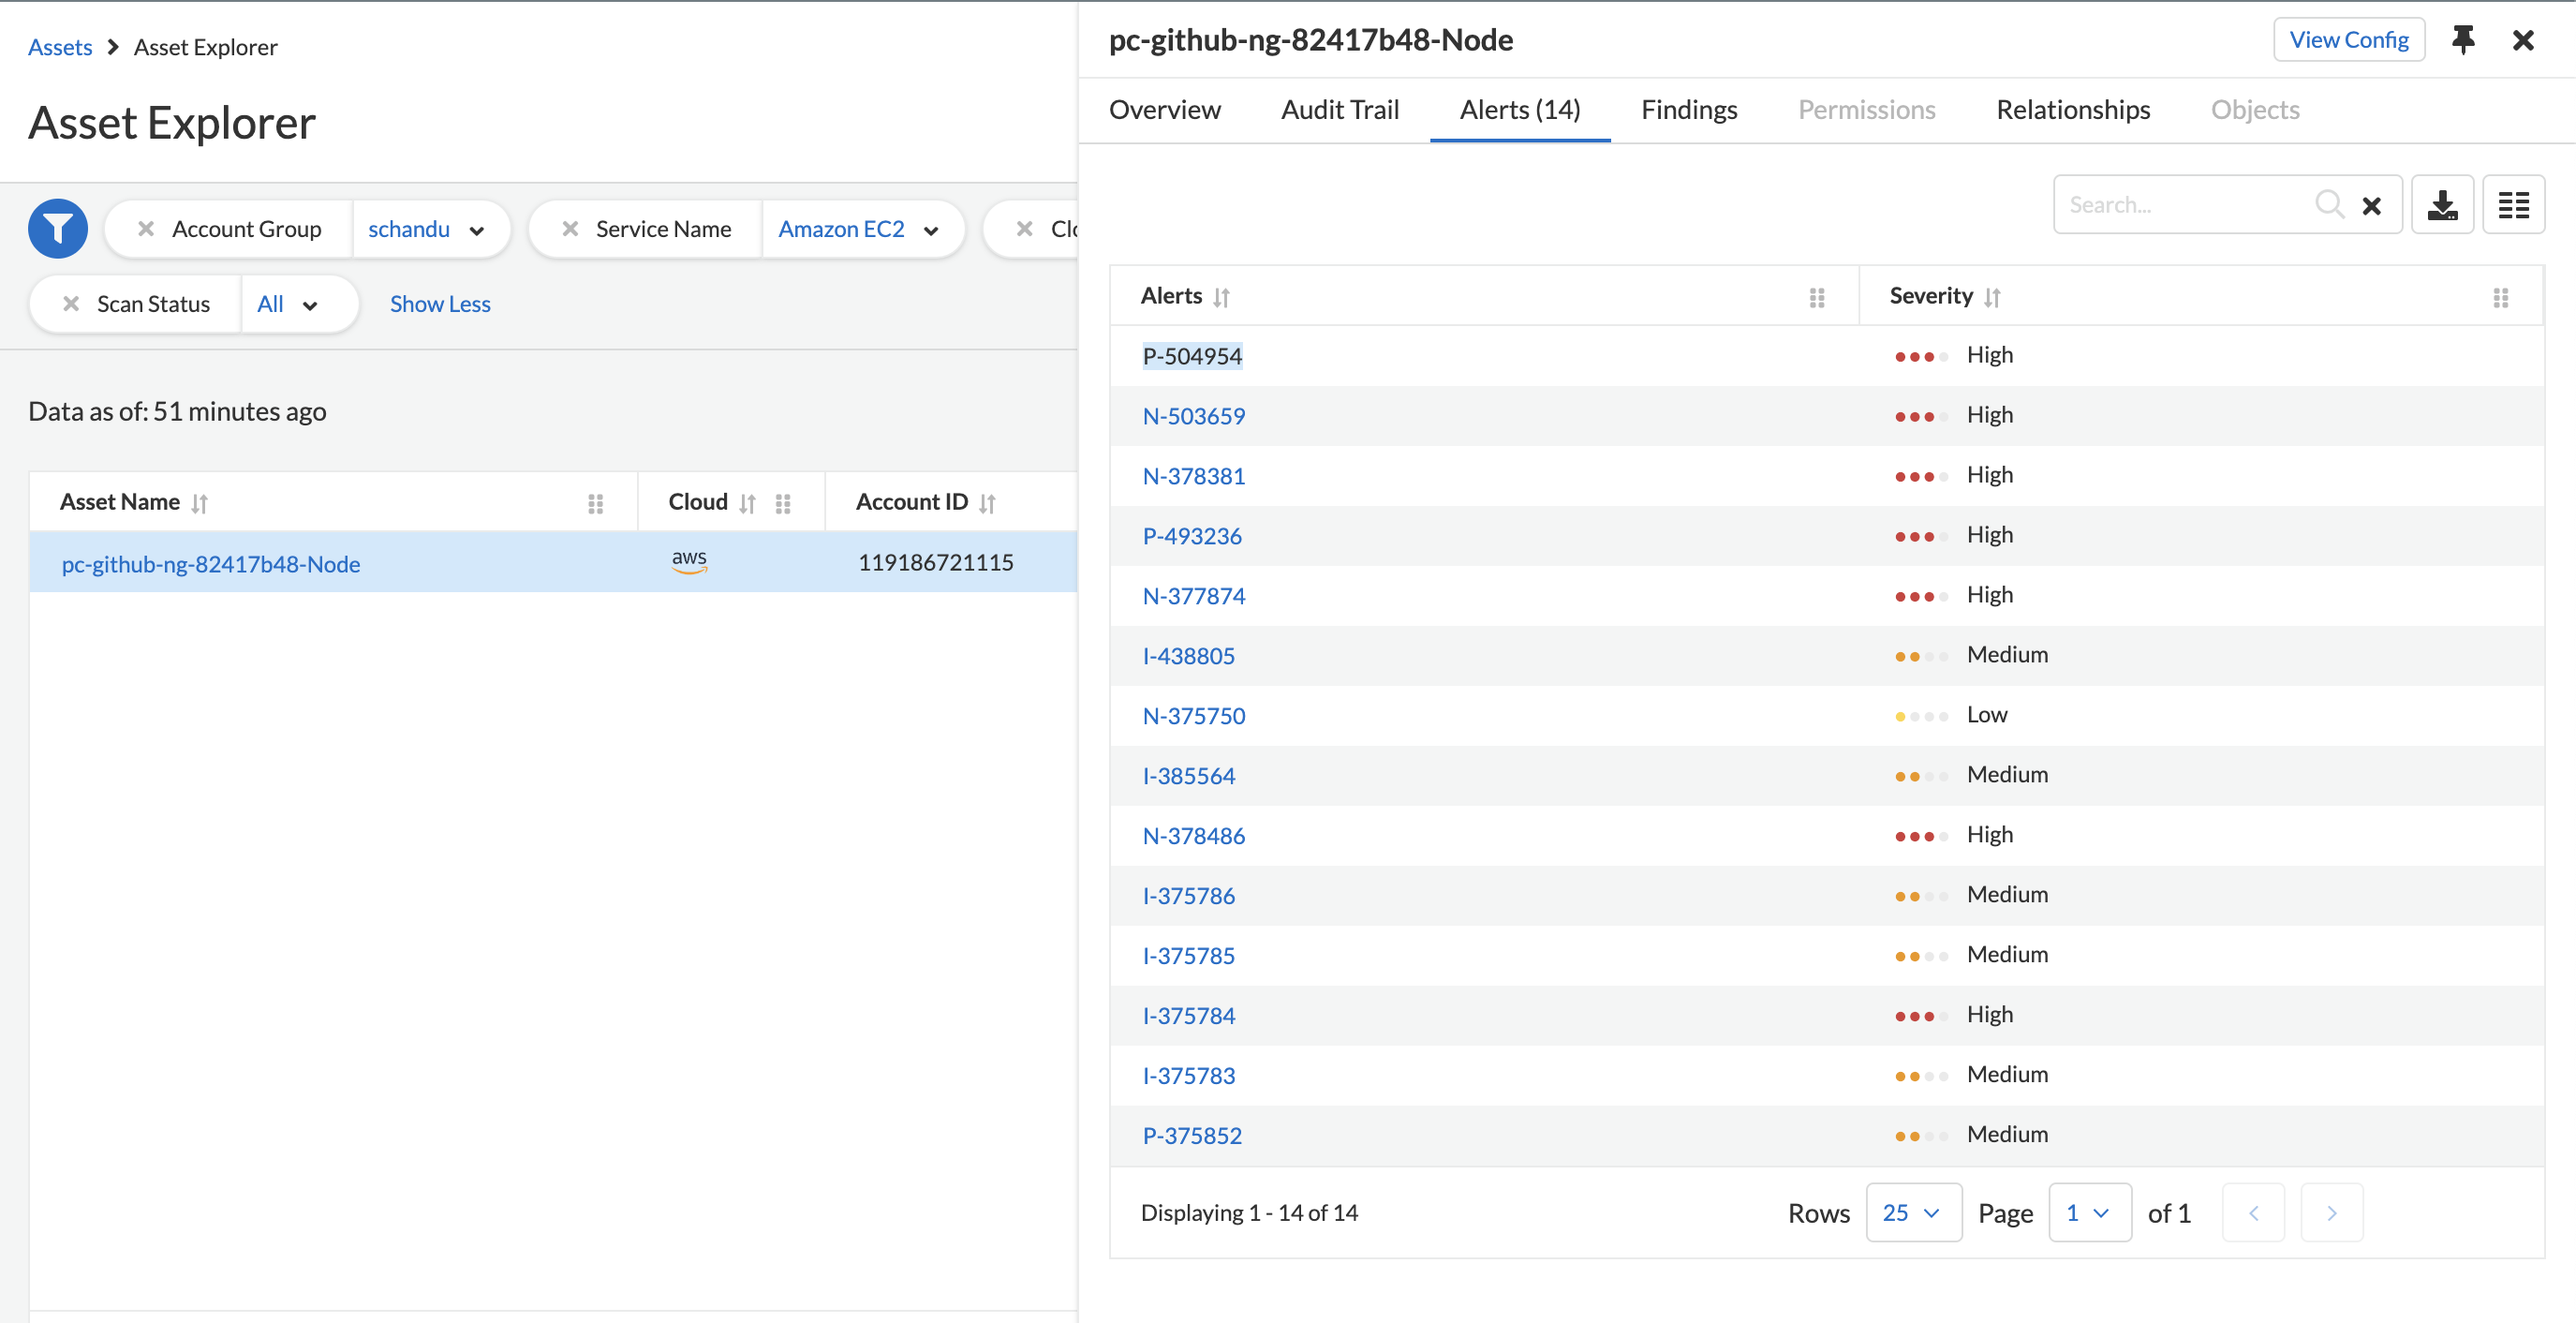 Assets > Asset Explorer
Asset Explorer
Account Group schandu
Service Name Amazon EC2
Scan Status All
Show Less
Data as of: 51 minutes ago
Asset Name Cloud Account ID
pc-github-ng-82417b48-Node aws 119186721115
pc-github-ng-82417b48-Node
View Config
Overview Audit Trail Alerts (14) Findings Permissions Relationships Objects
Search...
Alerts Severity
P-504954 High
N-503659 High
N-378381 High
P-493236 High
N-377874 High
I-438805 Medium
N-375750 Low
I-385564 Medium
N-378486 High
I-375786 Medium
I-375785 Medium
I-375784 High
I-375783 Medium
P-375852 Medium
Displaying 1 - 14 of 14
Rows 25 Page 1 of 1